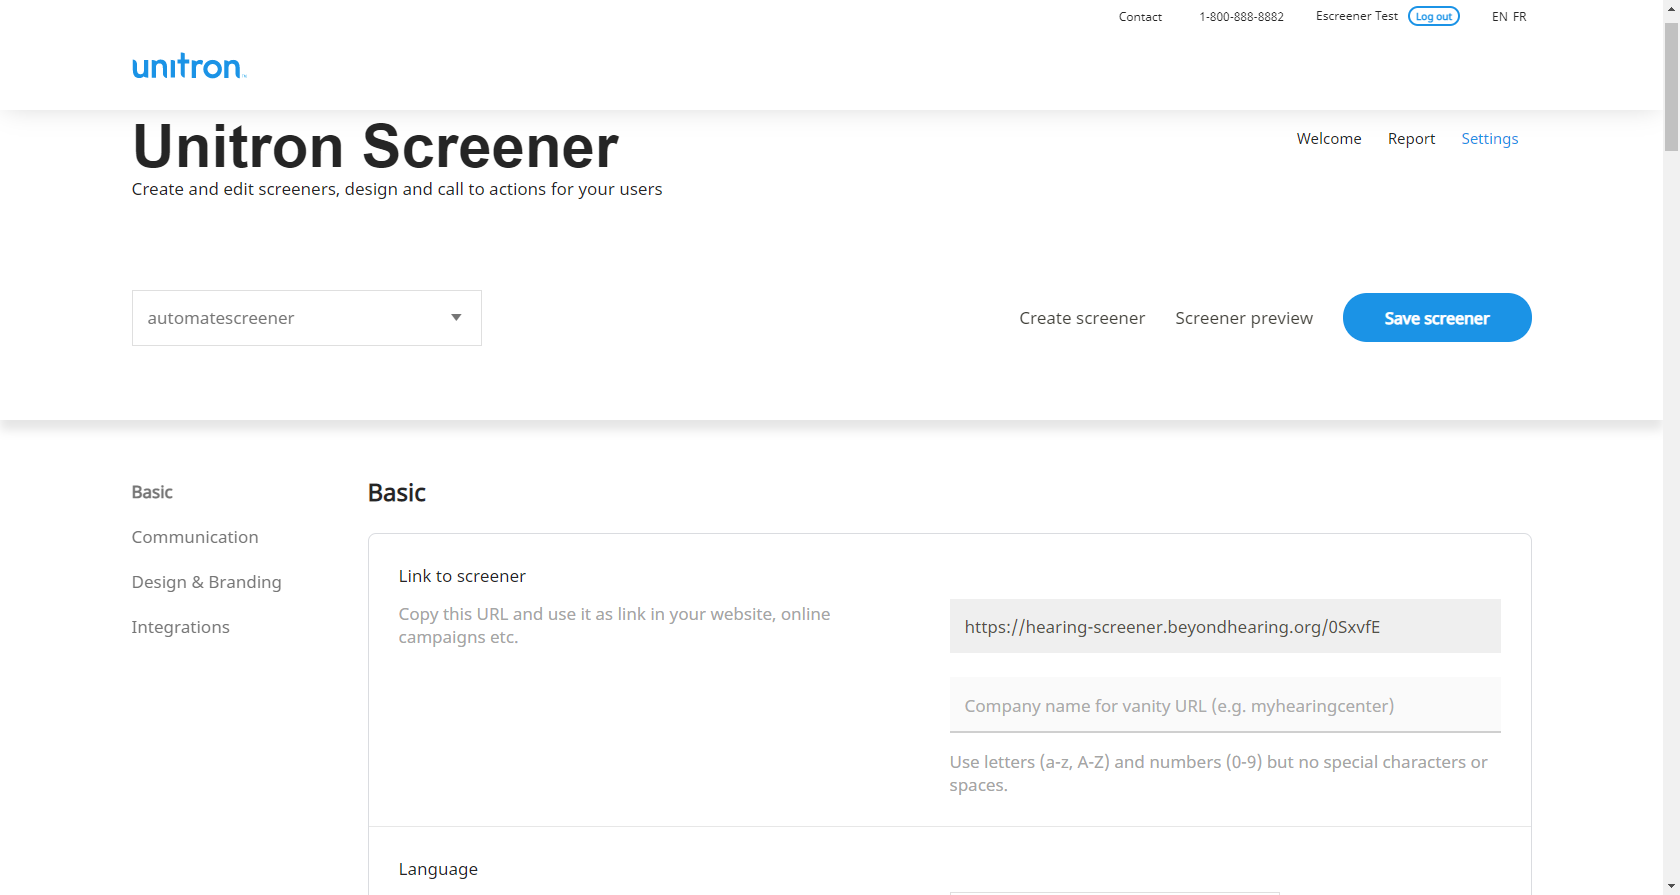 Contact 1-800-888-8882 Escreener Test Log out EN FR
unitron™
Unitron Screener
Welcome Report Settings
Create and edit screeners, design and call to actions for your users
automatescreener
Create screener Screener preview Save screener
Basic
Communication
Design & Branding
Integrations
Basic
Link to screener
Copy this URL and use it as link in your website, online
campaigns etc.
https://hearing-screener.beyondhearing.org/0SxvfE
Company name for vanity URL (e.g. myhearingcenter)
Use letters (a-z, A-Z) and numbers (0-9) but no special characters or
spaces.
Language